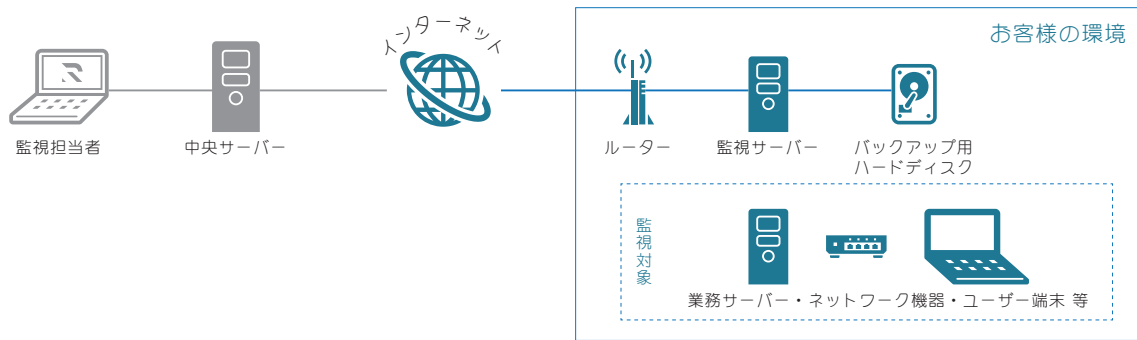 インターネット
お客様の環境
監視担当者
中央サーバー
ルーター
監視サーバー
バックアップ用
ハードディスク
監視対象
業務サーバー・ネットワーク機器・ユーザー端末 等